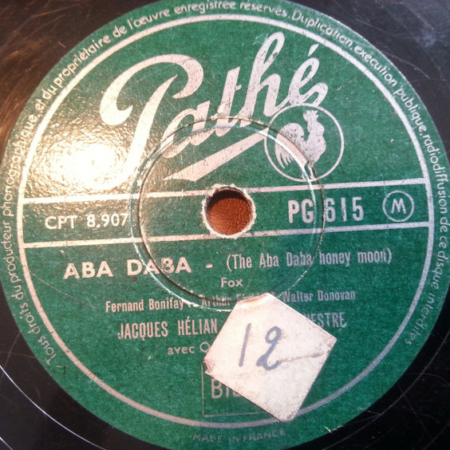 Tous droits du producteur phonographique et du propriétaire de l'œuvre enregistrée réservés. Duplication, exécution publique, radiodiffusion de ce disque interdites
Pathé
CPT 8,907 PG 615 M
ABA DABA - (The Aba Daba honey moon)
Fox
Fernand Bonifay Arthur Walter Donovan
JACQUES HÉLIAN
avec
12
MADE IN FRANCE